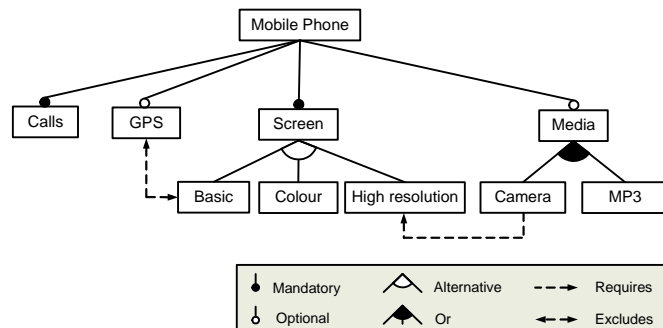 Mobile Phone
Calls GPS Screen Media
Basic Colour High resolution Camera MP3
Mandatory Alternative Requires
Optional Or Excludes